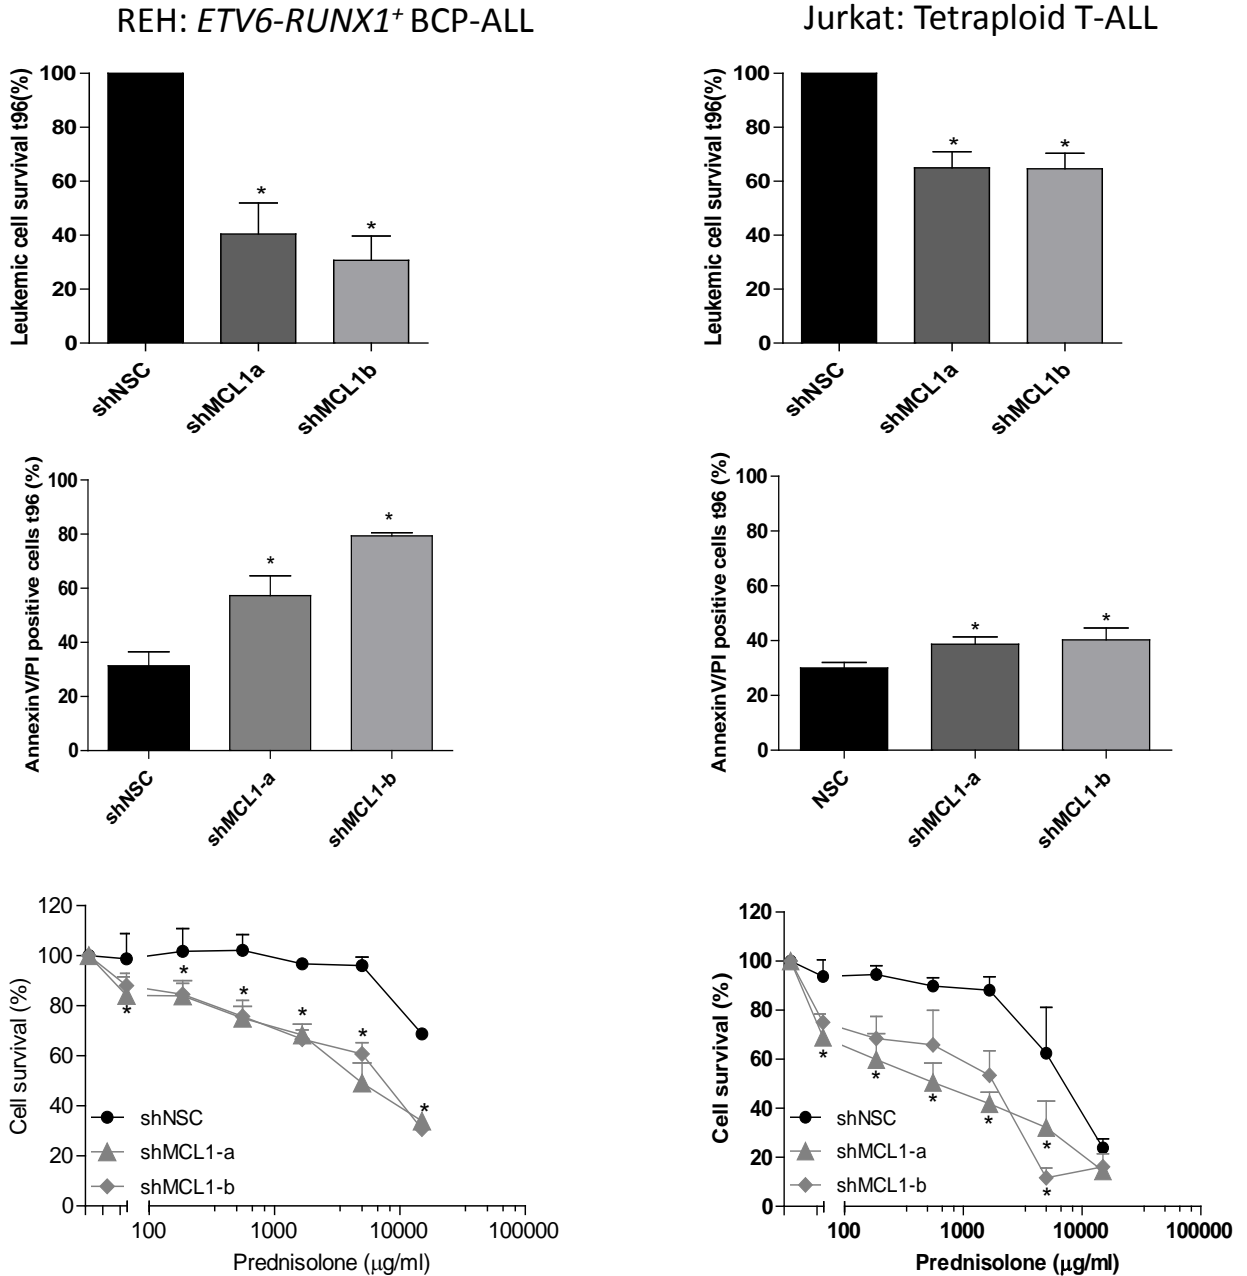 REH: ETV6-RUNX1+ BCP-ALL
Jurkat: Tetraploid T-ALL
Leukemic cell survival t96(%)
100
80
60
40
20
0
*
*
shNSC
shMCL1a
shMCL1b
Leukemic cell survival t96(%)
100
80
60
40
20
0
*
*
shNSC
shMCL1a
shMCL1b
AnnexinV/PI positive cells t96 (%)
100
80
60
40
20
0
*
*
shNSC
shMCL1-a
shMCL1-b
AnnexinV/PI positive cells t96 (%)
100
80
60
40
20
0
*
*
NSC
shMCL1-a
shMCL1-b
Cell survival (%)
120
100
80
60
40
20
0
*
*
*
*
*
*
shNSC
shMCL1-a
shMCL1-b
100 1000 10000 100000
Prednisolone (μg/ml)
Cell survival (%)
120
100
80
60
40
20
0
*
*
*
*
*
*
shNSC
shMCL1-a
shMCL1-b
100 1000 10000 100000
Prednisolone (μg/ml)